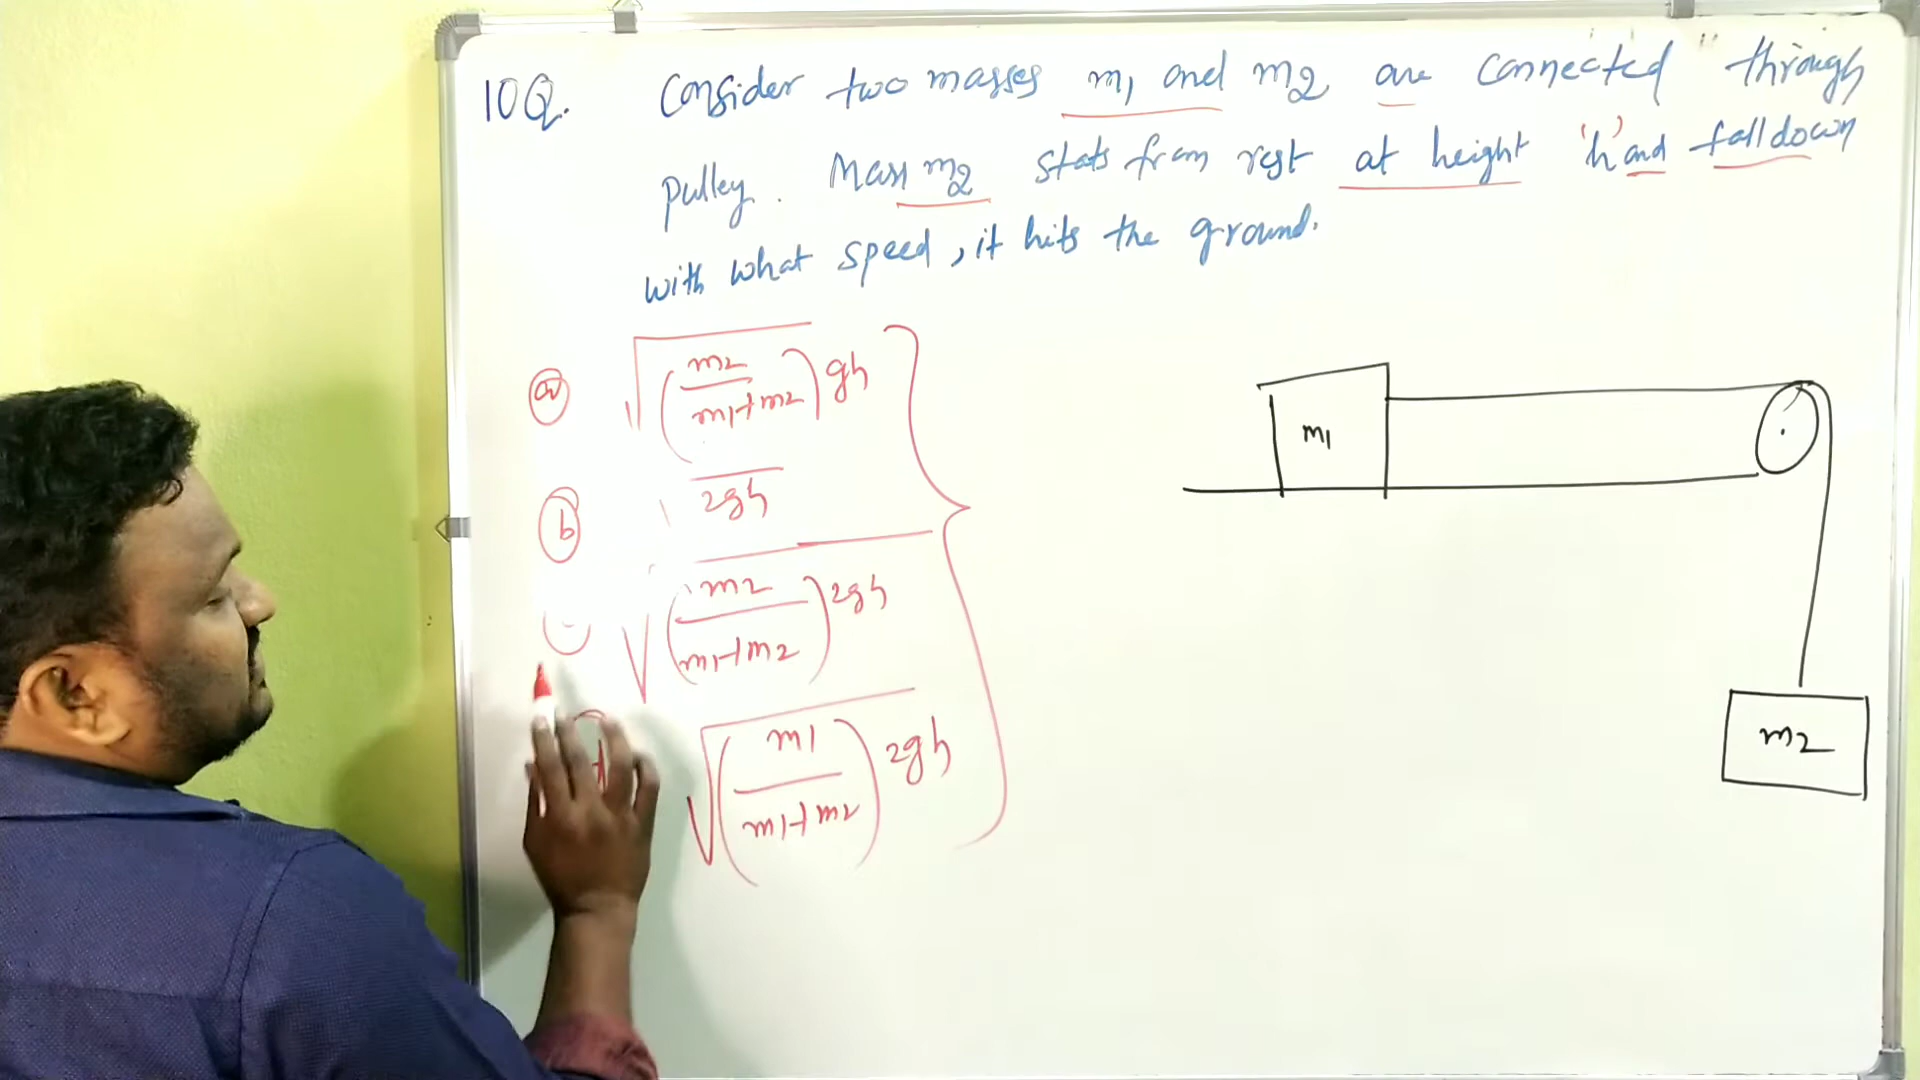 10Q. Consider two masses m1 and m2 are connected through
pulley. Mass m2 stats from rest at height 'h' and fall down
with what speed, it hits the ground.
a √(m2/m1+m2) gh
b √2gh
c √(m2/m1+m2) 2gh
d √(m1/m1+m2) 2gh
m1
m2